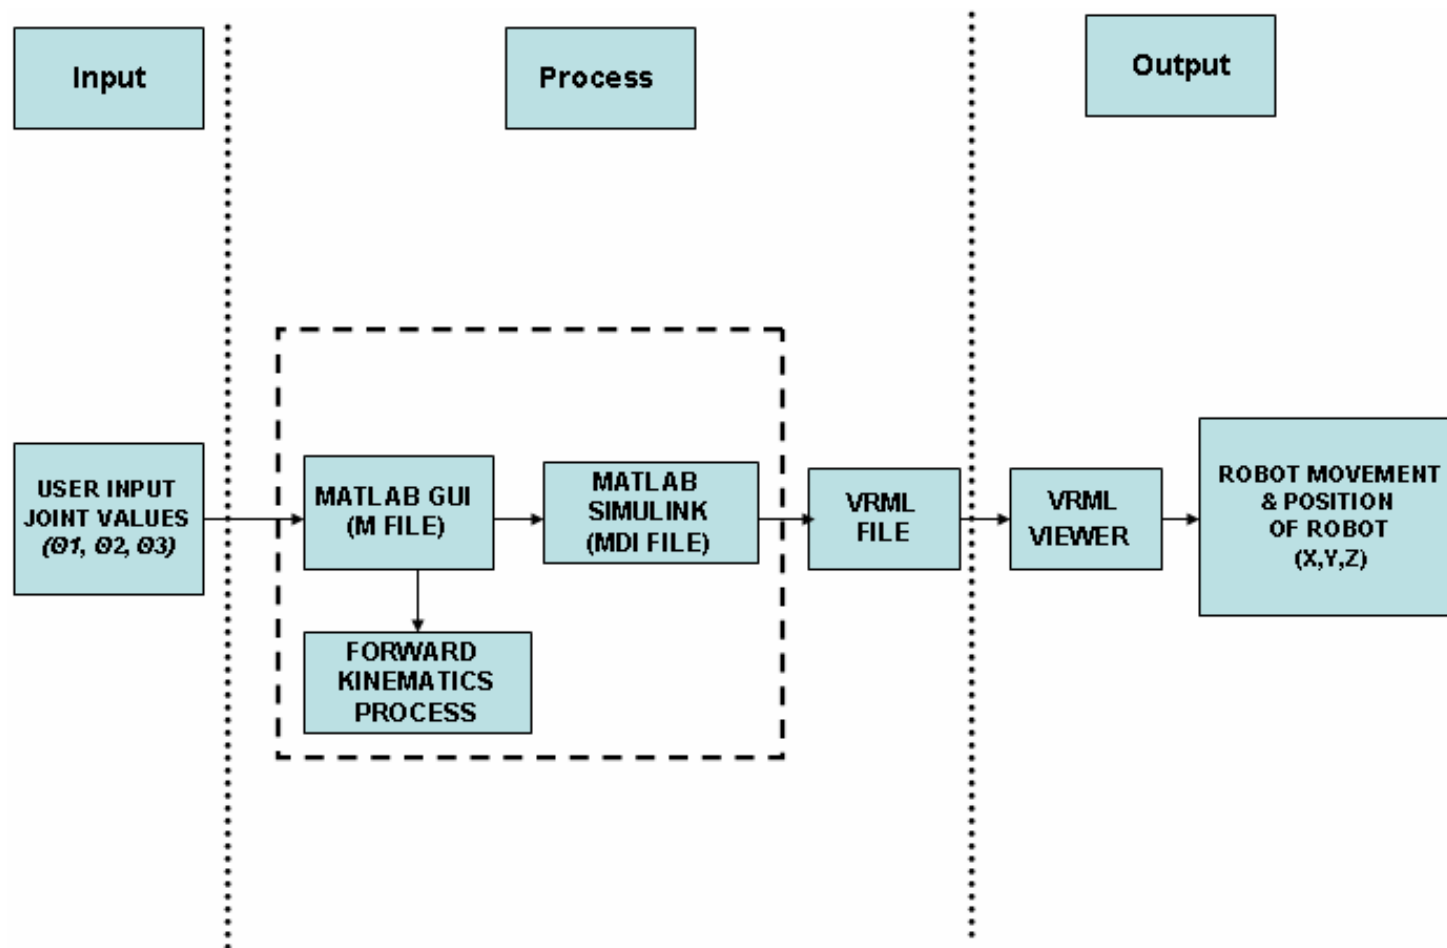 Input
Process
Output
USER INPUT
JOINT VALUES
(Θ1, Θ2, Θ3)
MATLAB GUI
(M FILE)
MATLAB
SIMULINK
(MDI FILE)
FORWARD
KINEMATICS
PROCESS
VRML
FILE
VRML
VIEWER
ROBOT MOVEMENT
& POSITION
OF ROBOT
(X,Y,Z)